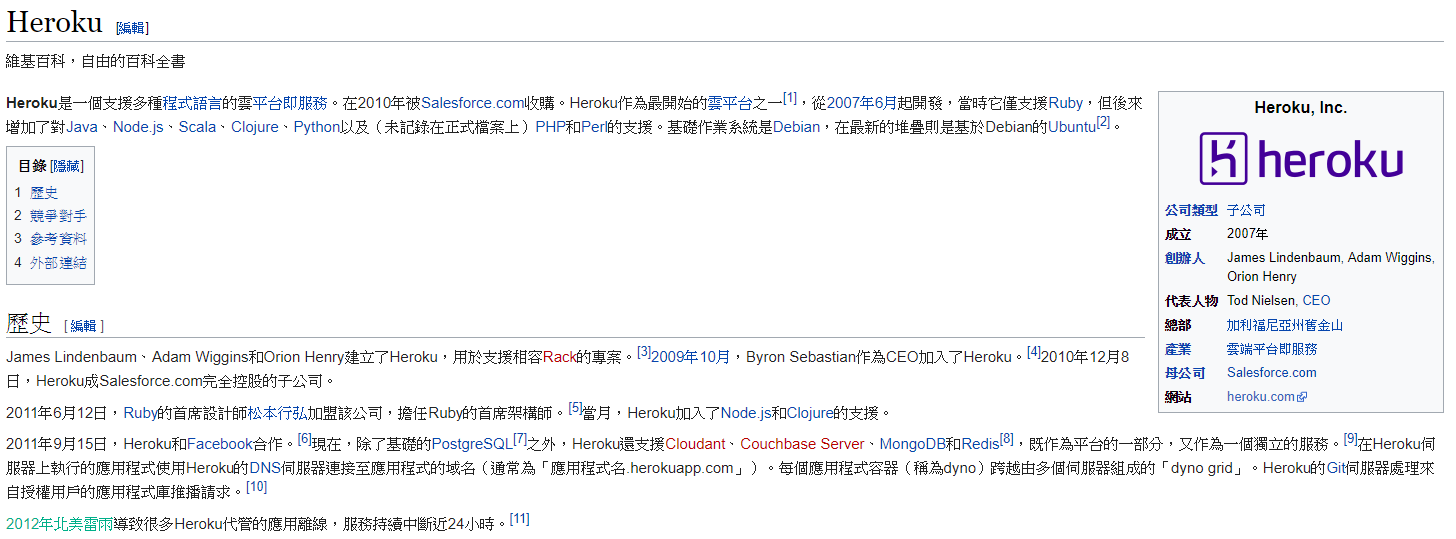 Heroku [編輯]
維基百科，自由的百科全書
Heroku是一個支援多種程式語言的雲平台即服務。在2010年被Salesforce.com收購。Heroku作為最開始的雲平台之一[1]，從2007年6月起開發，當時它僅支援Ruby，但後來
增加了對Java、Node.js、Scala、Clojure、Python以及（未記錄在正式檔案上）PHP和Perl的支援。基礎作業系統是Debian，在最新的堆疊則是基於Debian的Ubuntu[2]。
目錄 [隱藏]
1 歷史
2 競爭對手
3 參考資料
4 外部連結
Heroku, Inc.
heroku
公司類型 子公司
成立 2007年
創辦人 James Lindenbaum, Adam Wiggins,
Orion Henry
代表人物 Tod Nielsen, CEO
總部 加利福尼亞州舊金山
產業 雲端平台即服務
母公司 Salesforce.com
網站 heroku.com
歷史 [編輯]
James Lindenbaum、Adam Wiggins和Orion Henry建立了Heroku，用於支援相容Rack的專案。[3]2009年10月，Byron Sebastian作為CEO加入了Heroku。[4]2010年12月8
日，Heroku成Salesforce.com完全控股的子公司。
2011年6月12日，Ruby的首席設計師松本行弘加盟該公司，擔任Ruby的首席架構師。[5]當月，Heroku加入了Node.js和Clojure的支援。
2011年9月15日，Heroku和Facebook合作。[6]現在，除了基礎的PostgreSQL[7]之外，Heroku還支援Cloudant、Couchbase Server、MongoDB和Redis[8]，既作為平台的一部分，又作為一個獨立的服務。[9]在Heroku伺
服器上執行的應用程式使用Heroku的DNS伺服器連接至應用程式的域名（通常為「應用程式名.herokuapp.com」）。每個應用程式容器（稱為dyno）跨越由多個伺服器組成的「dyno grid」。Heroku的Git伺服器處理來
自授權用戶的應用程式庫推播請求。[10]
2012年北美雷雨導致很多Heroku代管的應用離線，服務持續中斷近24小時。[11]